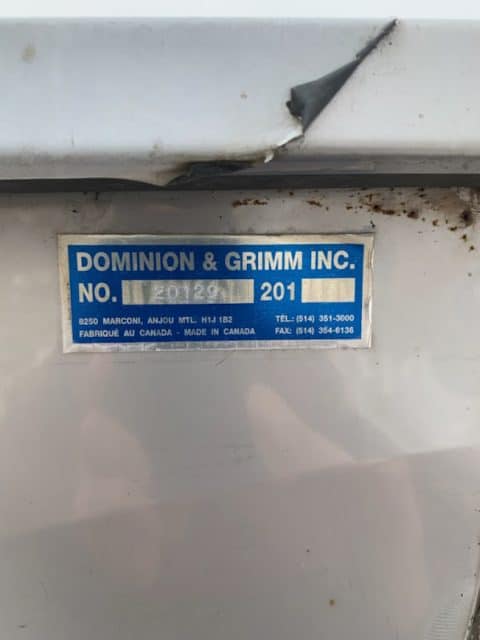 DOMINION & GRIMM INC.
NO. 20129 201
8250 MARCONI, ANJOU MTL. H1J 1B2 TÉL.: (514) 351-3000
FABRIQUÉ AU CANADA - MADE IN CANADA FAX: (514) 354-6136